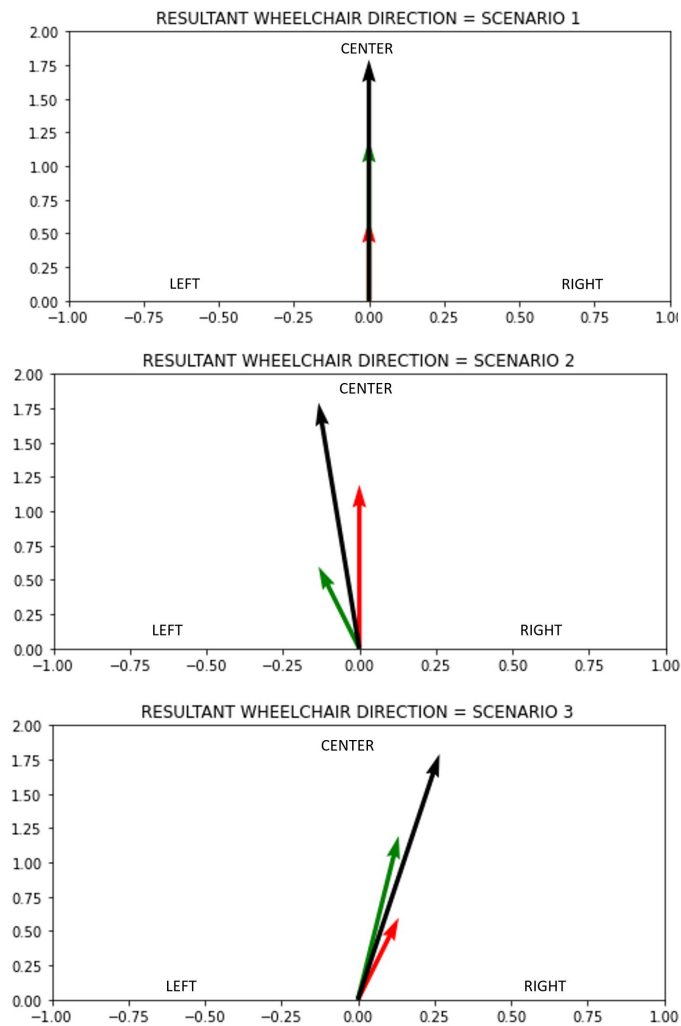 RESULTANT WHEELCHAIR DIRECTION = SCENARIO 1
2.00
CENTER
1.75
1.50
1.25
1.00
0.75
0.50
0.25
LEFT RIGHT
0.00
−1.00 −0.75 −0.50 −0.25 0.00 0.25 0.50 0.75 1.0
RESULTANT WHEELCHAIR DIRECTION = SCENARIO 2
2.00
CENTER
1.75
1.50
1.25
1.00
0.75
0.50
0.25
LEFT RIGHT
0.00
−1.00 −0.75 −0.50 −0.25 0.00 0.25 0.50 0.75 1.00
RESULTANT WHEELCHAIR DIRECTION = SCENARIO 3
2.00
CENTER
1.75
1.50
1.25
1.00
0.75
0.50
0.25
LEFT RIGHT
0.00
−1.00 −0.75 −0.50 −0.25 0.00 0.25 0.50 0.75 1.00